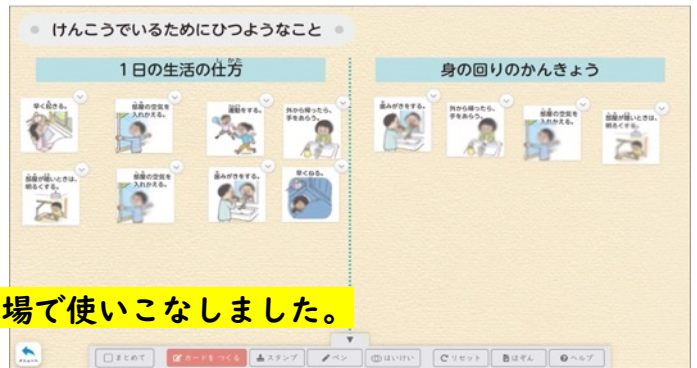 けんこうでいるためにひつようなこと
1日の生活の仕方
しかた
早く起きる。
部屋の空気を
入れかえる。
運動をする。
外から帰ったら、
手をあらう。
部屋が暗いときは、
明るくする。
部屋の空気を
入れかえる。
歯みがきをする。
早くねる。
身の回りのかんきょう
歯みがきをする。
外から帰ったら、
手をあらう。
部屋の空気を
入れかえる。
部屋が暗いときは、
明るくする。
場で使いこなしました。
まとめて
カードをつくる
スタンプ
ペン
はいけい
リセット
ほぞん
ヘルプ